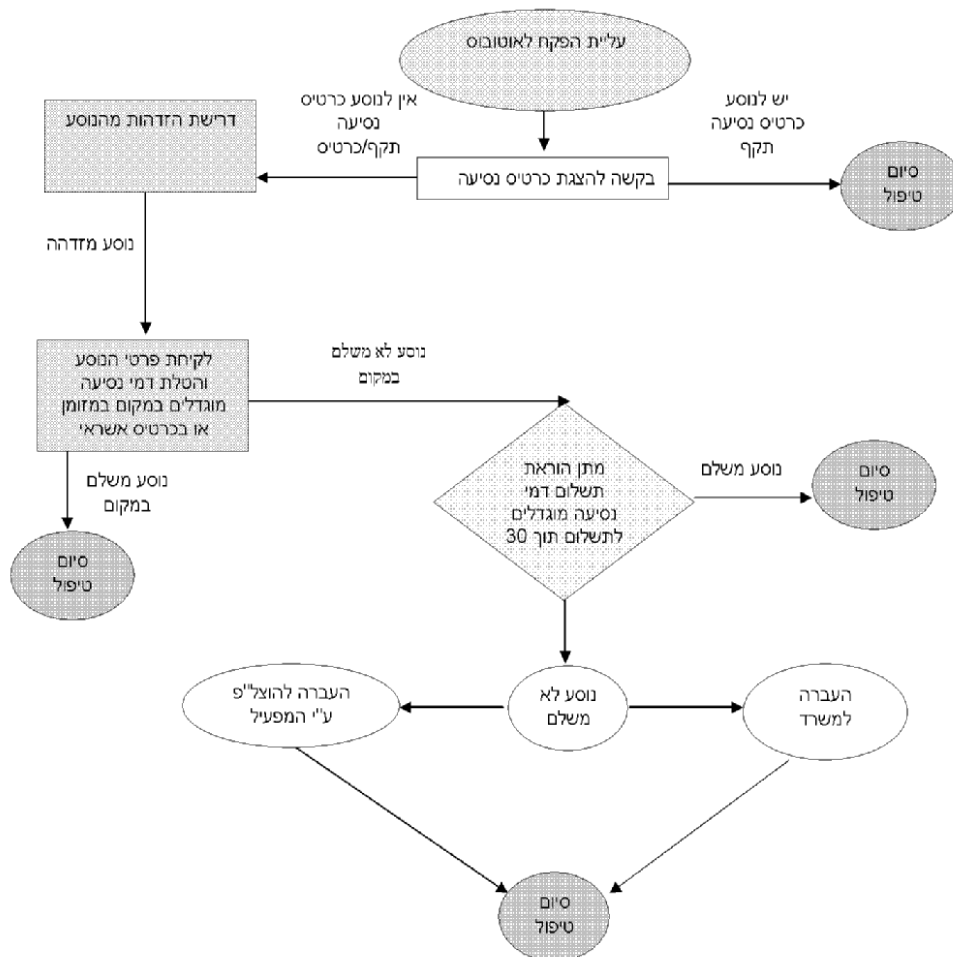 עליית הפקח לאוטובוס
יש לנוסע
כרטיס נסיעה
תקף
אין לנוסע כרטיס
נסיעה
תקף/כרטיס
דרישת הזדהות מהנוסע
בקשה להצגת כרטיס נסיעה
סיום
טיפול
נוסע מזדהה
לקיחת פרטי הנוסע
והטלת דמי נסיעה
מוגדלים במקום במזומן
או בכרטיס אשראי
נוסע לא משלם
במקום
נוסע משלם
במקום
סיום
טיפול
מתן הוראת
תשלום דמי
נסיעה מוגדלים
לתשלום תוך 30
נוסע משלם
סיום
טיפול
העברה
למשרד
נוסע לא
משלם
העברה להוצל"פ
ע"י המפעיל
סיום
טיפול